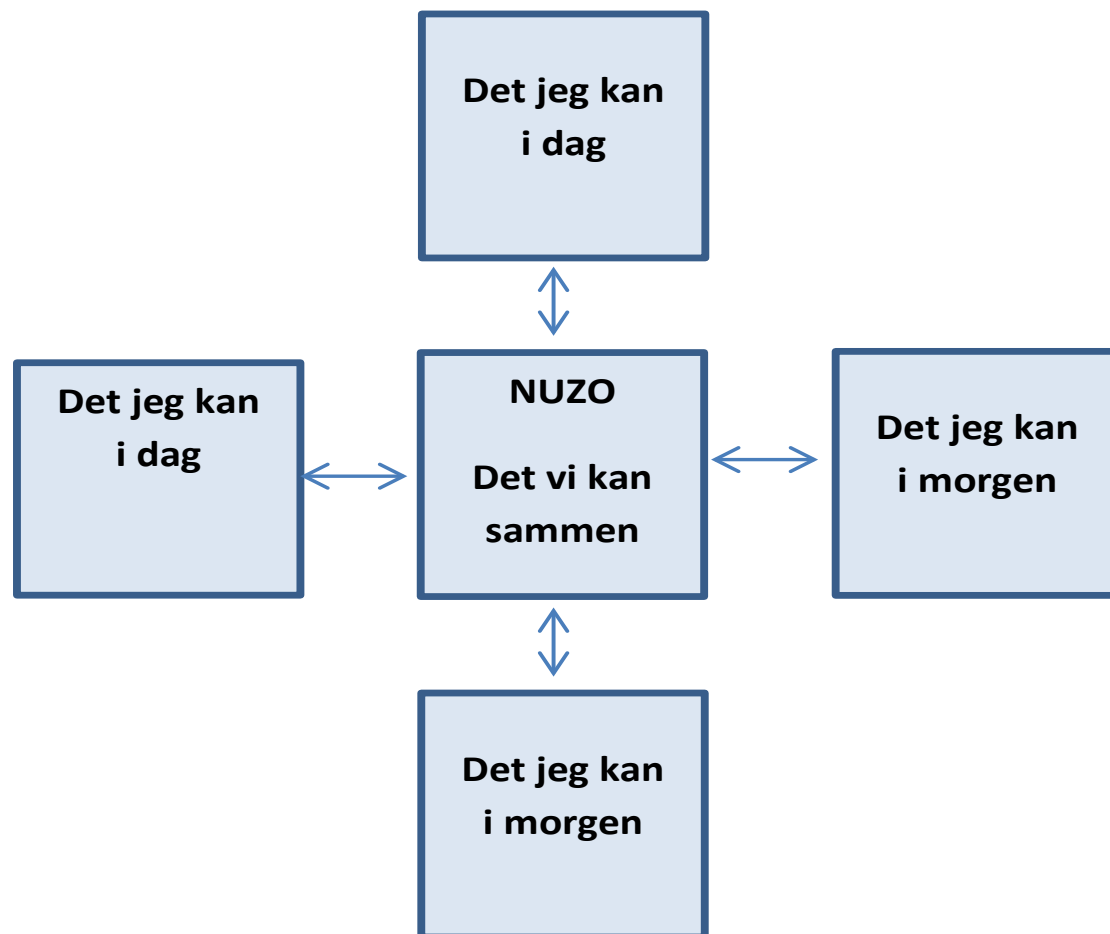 Det jeg kan
i dag
Det jeg kan
i dag
NUZO
Det vi kan
sammen
Det jeg kan
i morgen
Det jeg kan
i morgen